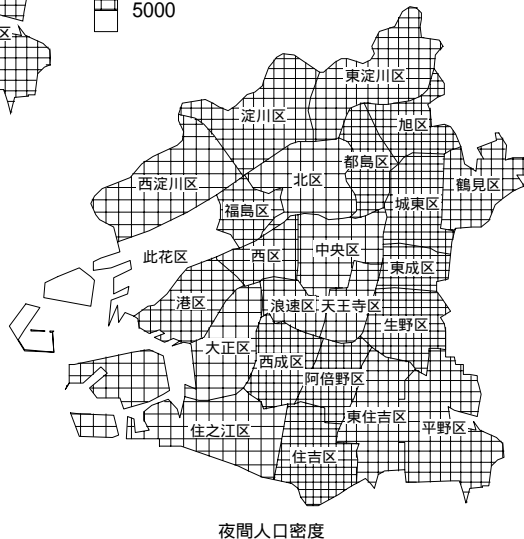 区
5000
東淀川区
淀川区
旭区
都島区
西淀川区
北区
鶴見区
福島区
城東区
此花区
西区
中央区
東成区
港区
浪速区
天王寺区
生野区
大正区
西成区
阿倍野区
東住吉区
住之江区
平野区
住吉区
夜間人口密度